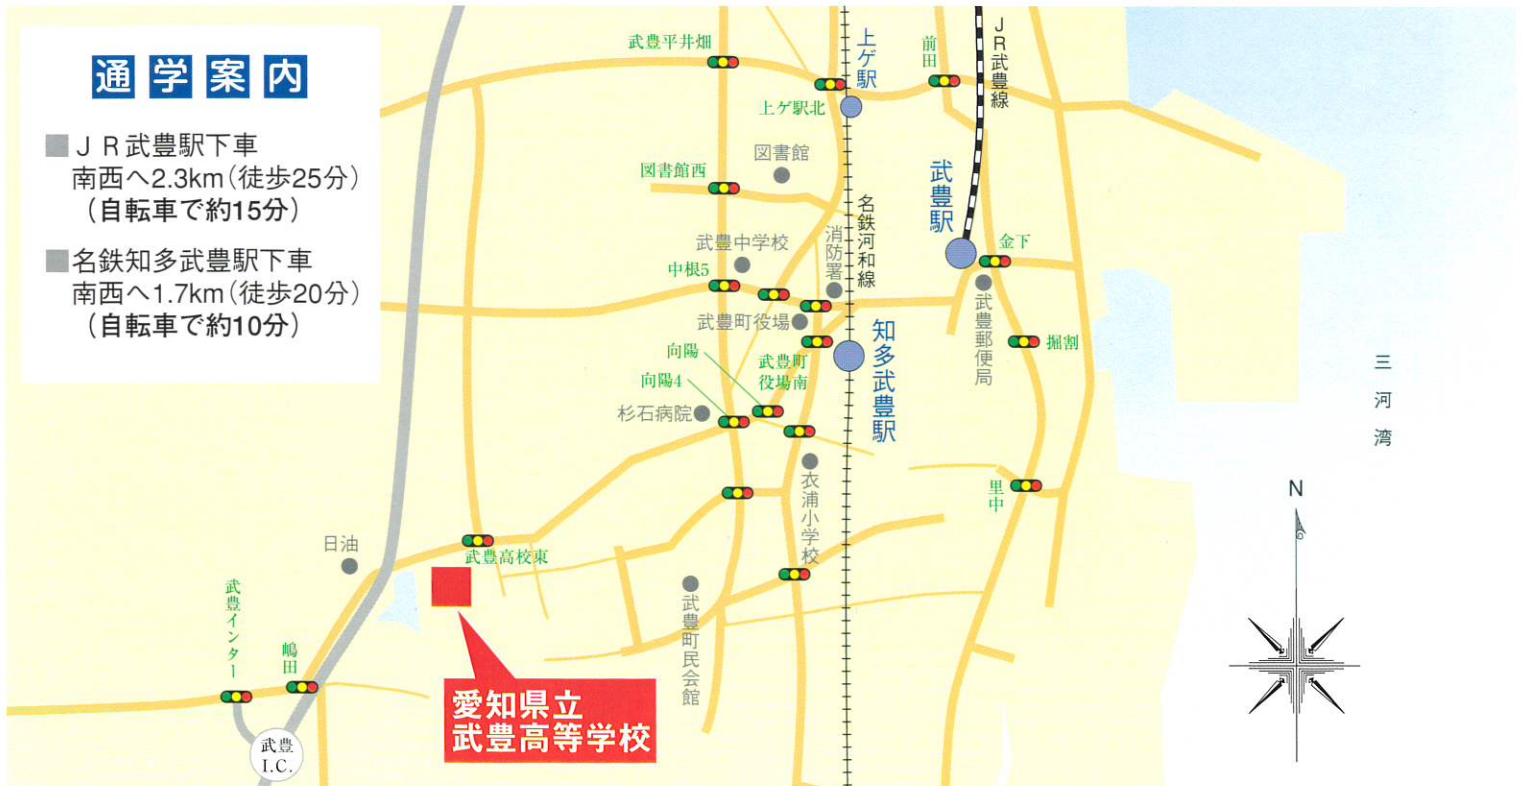 通学案内
■ＪＲ武豊駅下車
南西へ2.3km（徒歩25分）
（自転車で約15分）
■名鉄知多武豊駅下車
南西へ1.7km（徒歩20分）
（自転車で約10分）
武豊平井畑
上ゲ駅
前田
ＪＲ武豊線
上ゲ駅北
図書館
図書館西
武豊駅
名鉄河和線
消防署
武豊中学校
金下
中根5
武豊町役場
武豊郵便局
知多武豊駅
掘割
向陽
武豊町
役場南
向陽4
杉石病院
三河湾
衣浦小学校
里中
N
日油
武豊高校東
武豊インター
嶋田
武豊町民会館
愛知県立
武豊高等学校
武豊
I.C.